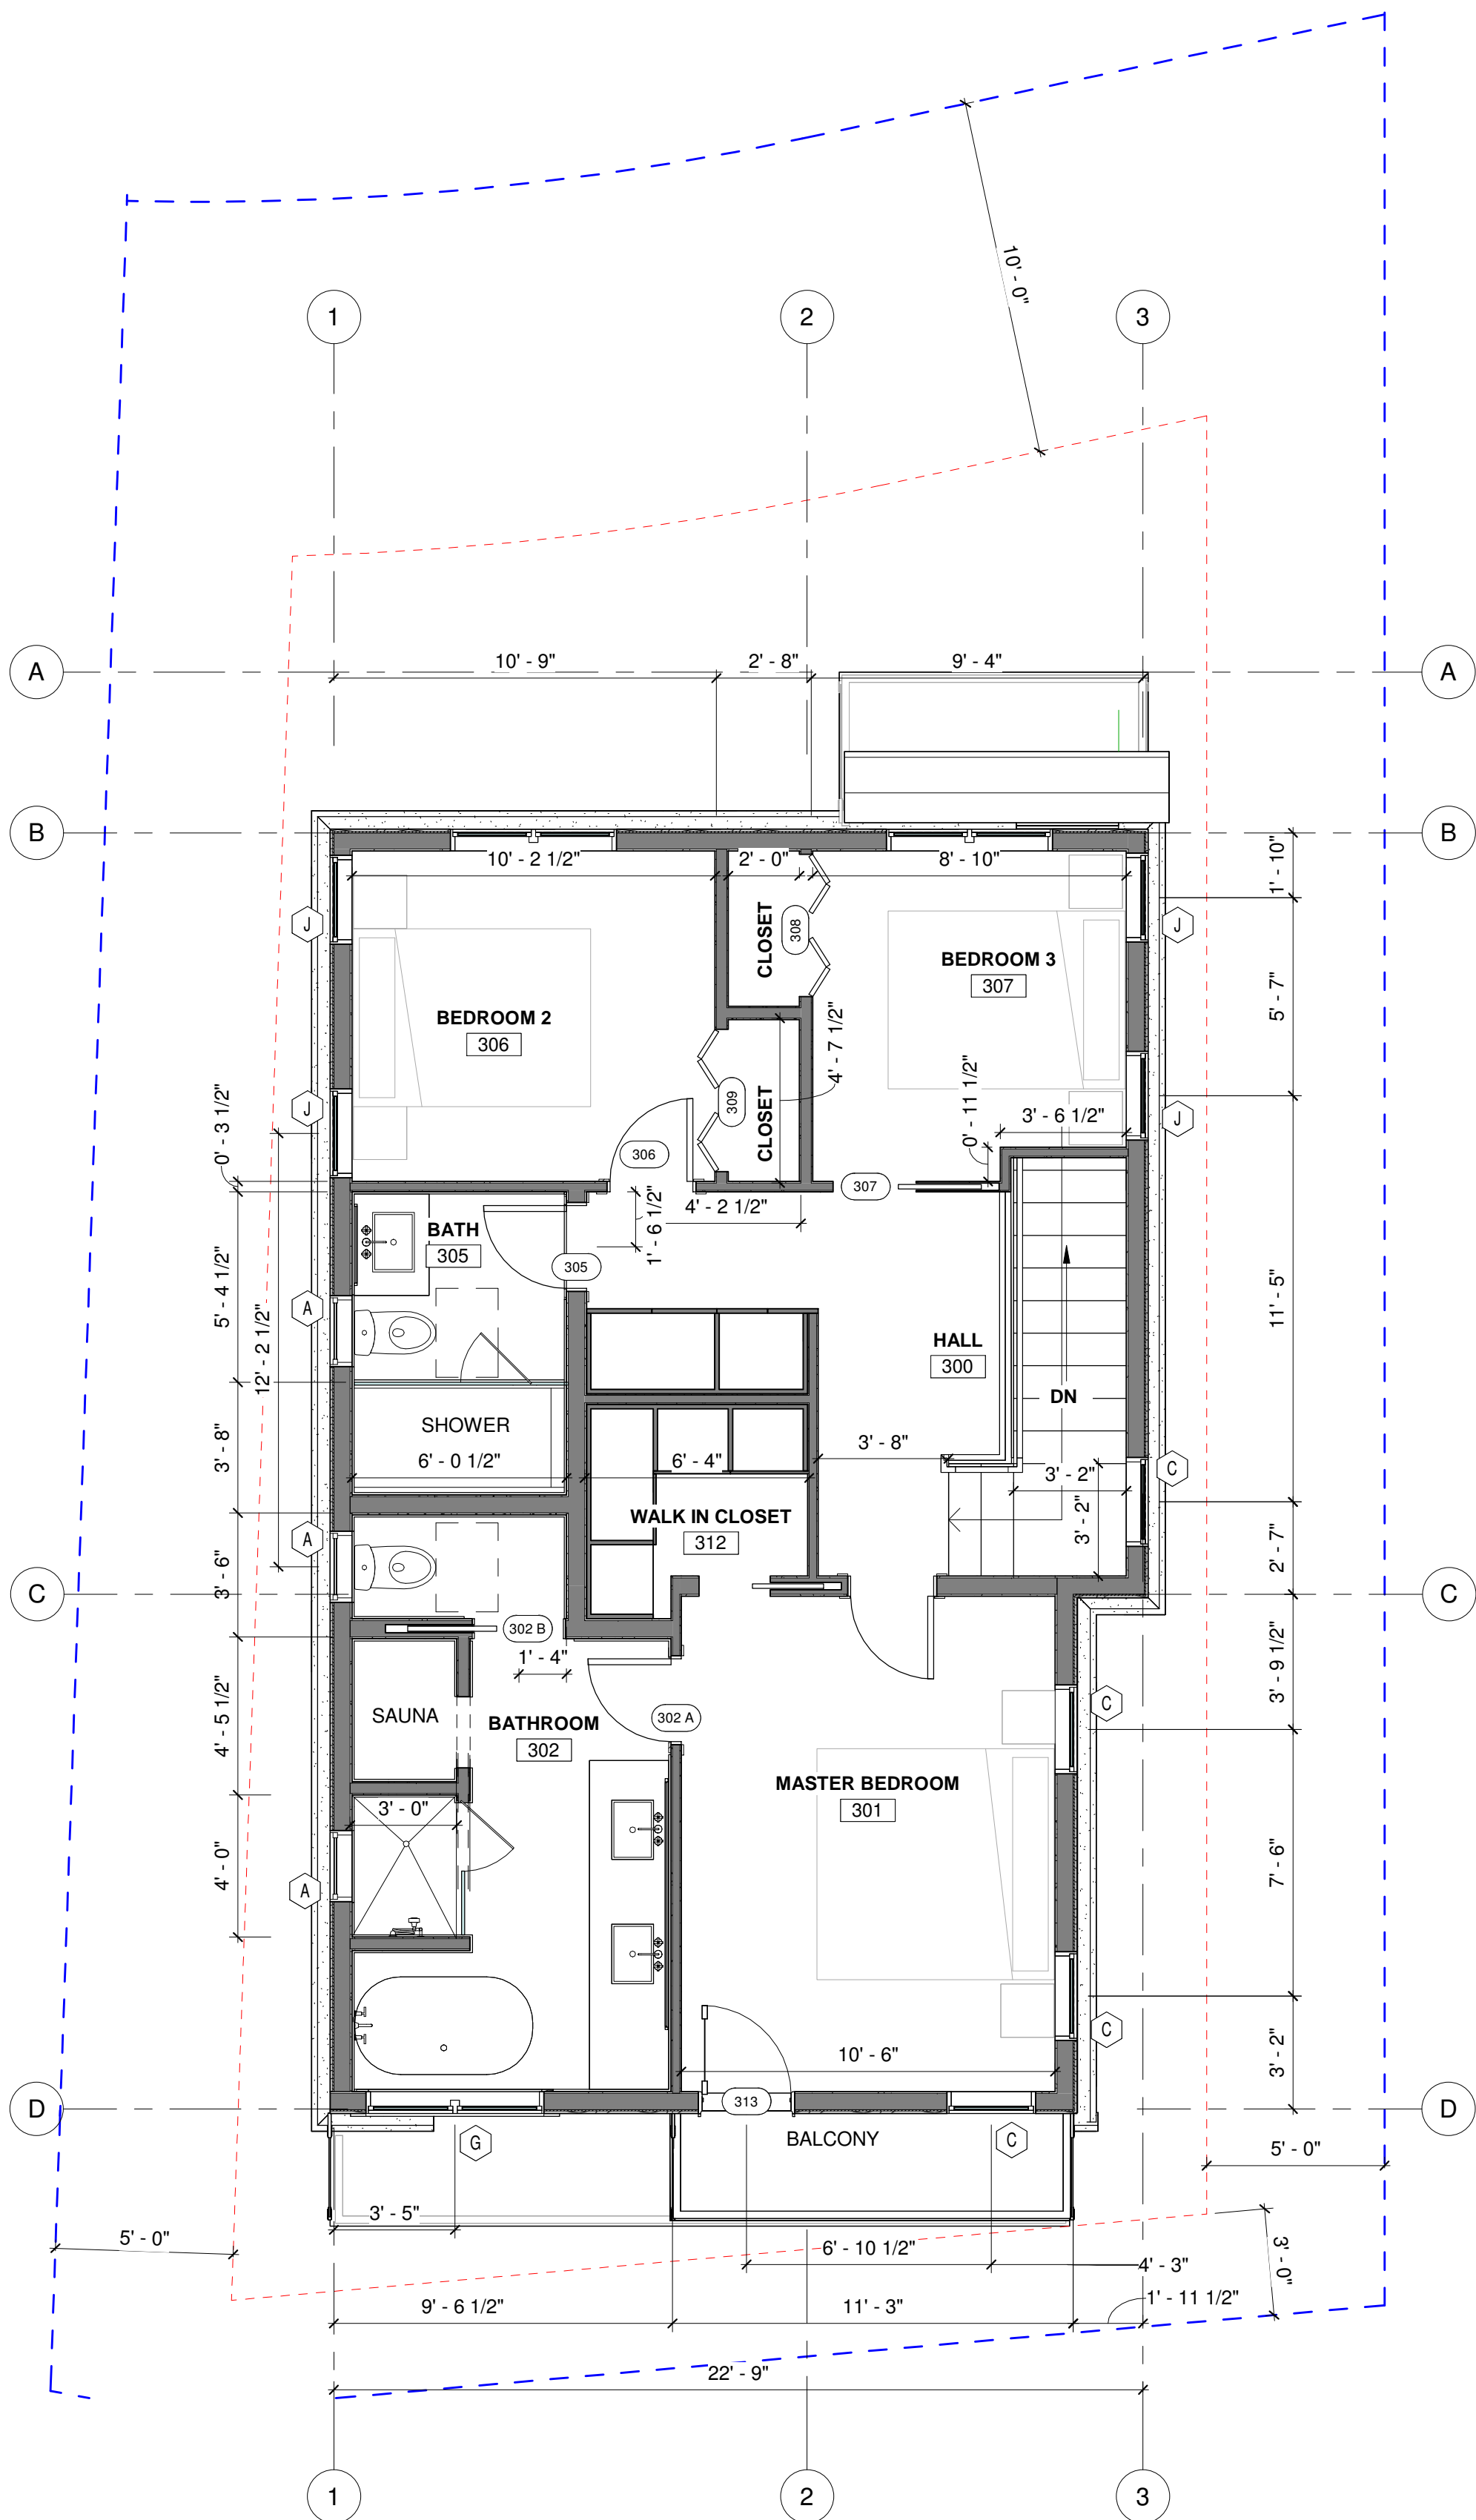 10' - 0"
1
2
3
A
10' - 9"
2' - 8"
9' - 4"
A
B
B
10' - 2 1/2"
2' - 0"
8' - 10"
1' - 10"
J
CLOSET
308
J
BEDROOM 3
307
5' - 7"
BEDROOM 2
306
4' - 7 1/2"
0' - 11 1/2"
J
309
CLOSET
3' - 6 1/2"
J
0' - 3 1/2"
306
307
4' - 2 1/2"
1' - 6 1/2"
BATH
305
305
5' - 4 1/2"
A
12' - 2 1/2"
11' - 5"
HALL
300
DN
SHOWER
3' - 8"
6' - 0 1/2"
6' - 4"
3' - 8"
C
3' - 2"
3' - 2"
WALK IN CLOSET
312
A
3' - 6"
2' - 7"
C
C
302 B
1' - 4"
3' - 9 1/2"
4' - 5 1/2"
SAUNA
BATHROOM
302
302 A
C
MASTER BEDROOM
301
3' - 0"
4' - 0"
A
7' - 6"
C
3' - 2"
10' - 6"
D
313
D
G
BALCONY
C
5' - 0"
3' - 5"
5' - 0"
6' - 10 1/2"
4' - 3"
3' - 0"
9' - 6 1/2"
11' - 3"
1' - 11 1/2"
22' - 9"
1
2
3